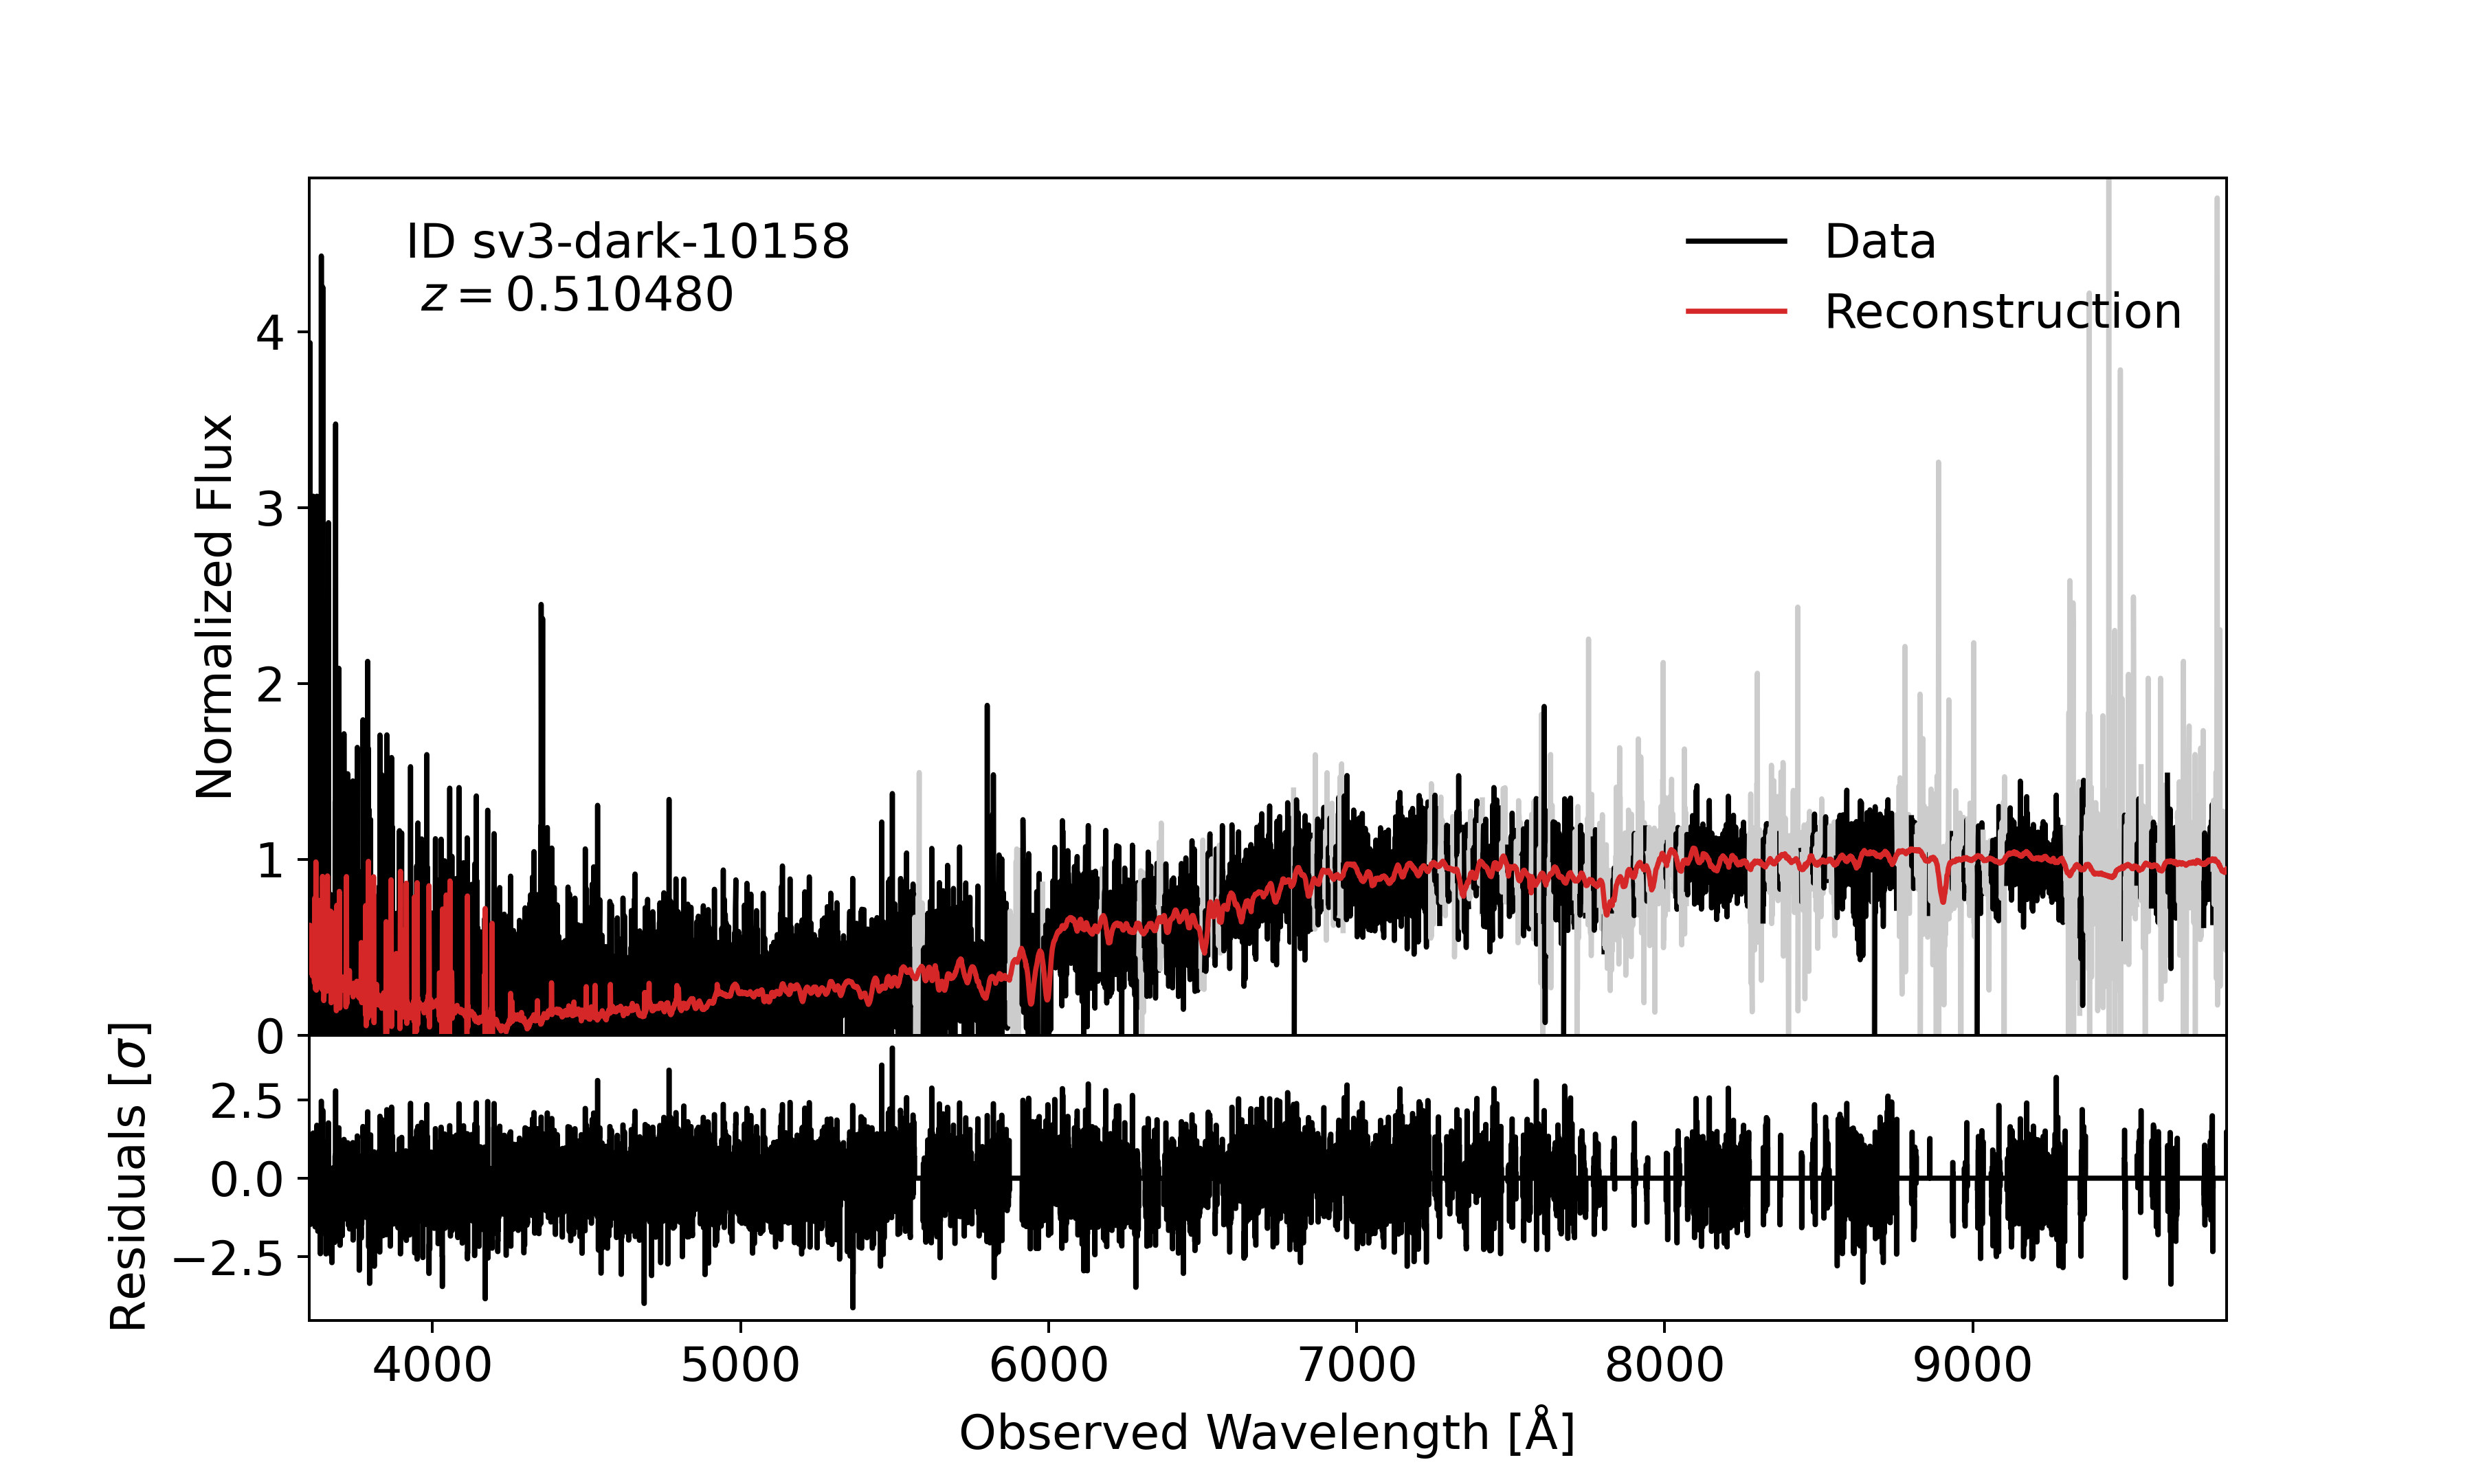 ID sv3-dark-10158
z = 0.510480
Data
Reconstruction
Normalized Flux
4
3
2
1
0
Residuals [σ]
2.5
0.0
−2.5
4000 5000 6000 7000 8000 9000
Observed Wavelength [Å]